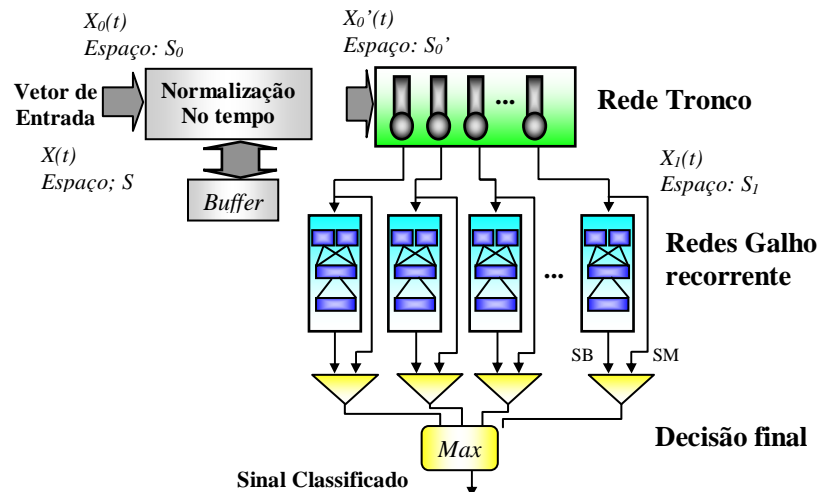 X₀(t)
Espaço: S₀
X₀’(t)
Espaço: S₀’
Vetor de
Entrada
Normalização
No tempo
...
Rede Tronco
X(t)
Espaço; S
Buffer
X₁(t)
Espaço: S₁
Redes Galho
recorrente
...
SB
SM
Decisão final
Max
Sinal Classificado